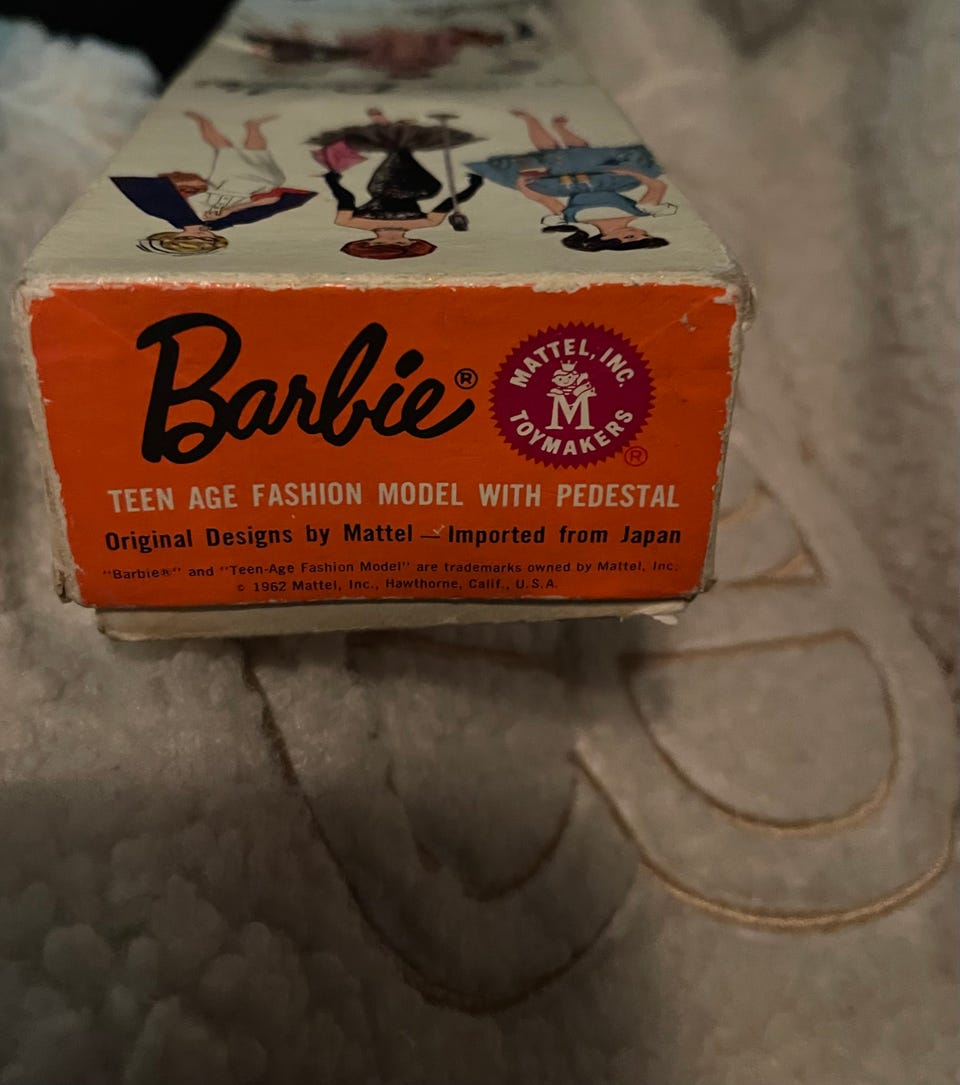 Barbie®
MATTEL, INC.
M
TOYMAKERS
®
TEEN AGE FASHION MODEL WITH PEDESTAL
Original Designs by Mattel — Imported from Japan
"Barbie®" and "Teen-Age Fashion Model" are trademarks owned by Mattel, Inc.
© 1962 Mattel, Inc., Hawthorne, Calif., U.S.A.